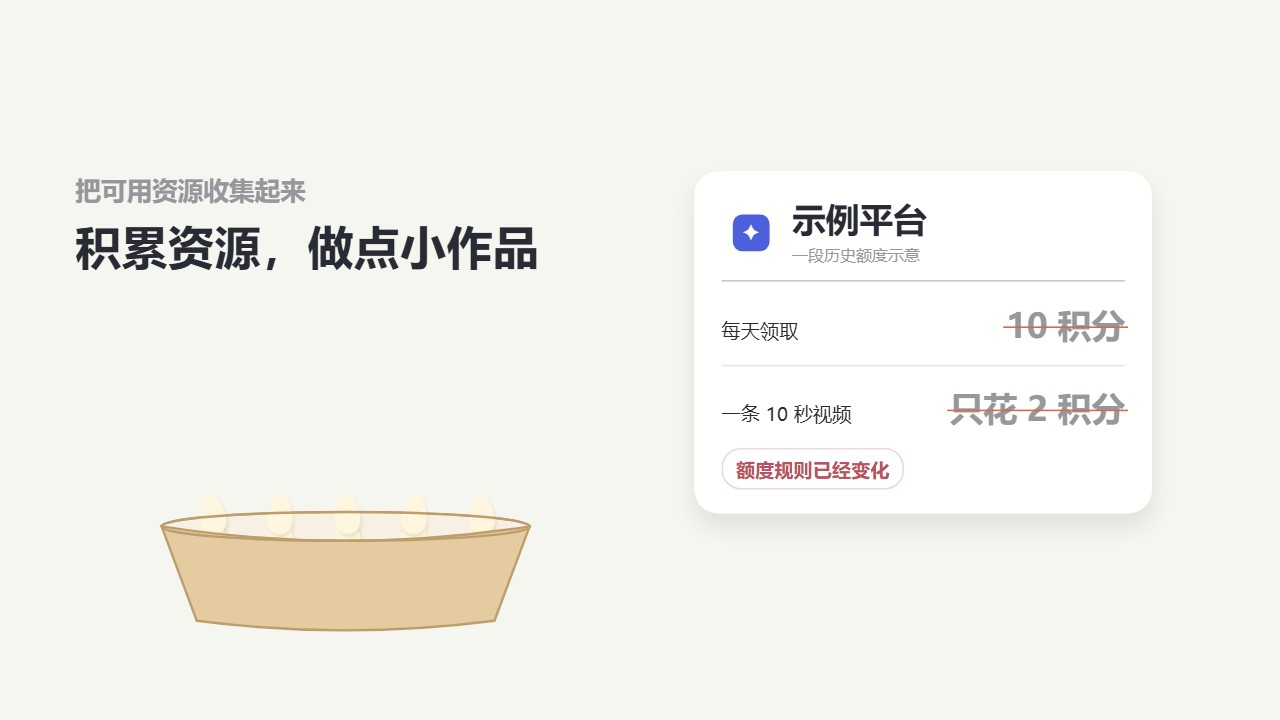 把可用资源收集起来
积累资源，做点小作品
示例平台
一段历史额度示意
每天领取
10 积分
一条 10 秒视频
只花 2 积分
额度规则已经变化